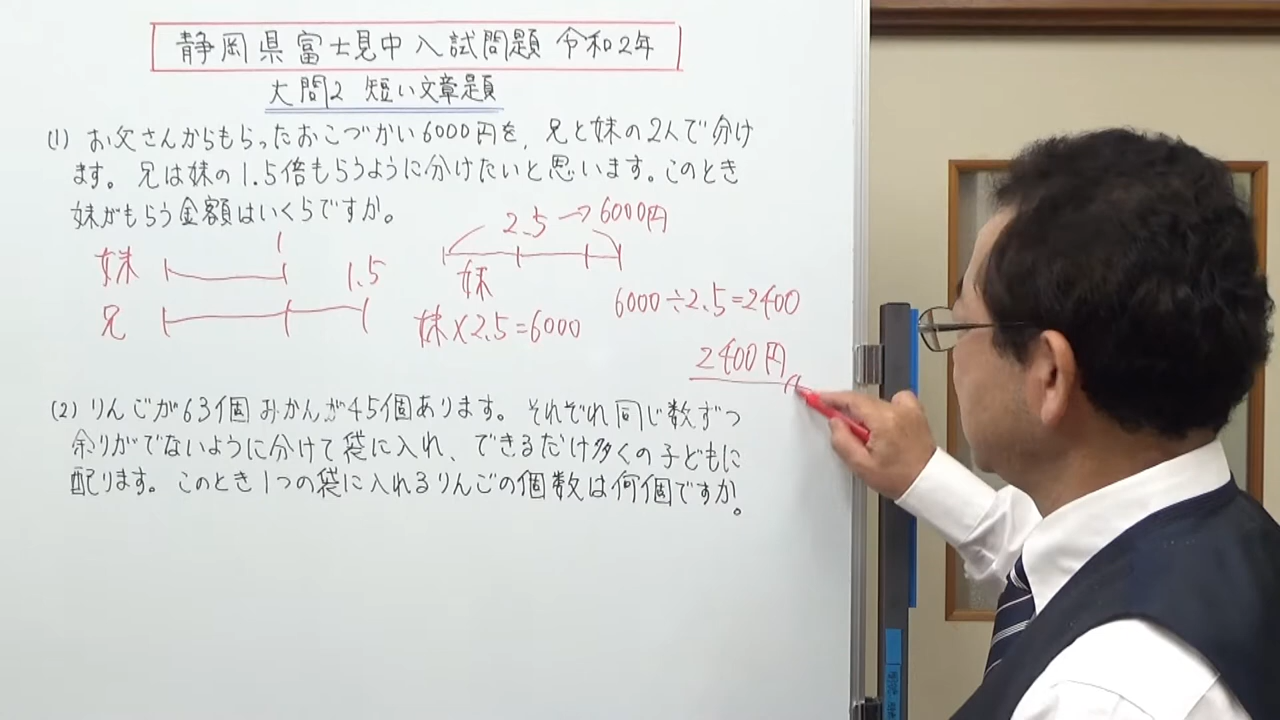 静岡県富士見中入試問題 令和2年
大問2 短い文章題
(1) お父さんからもらったおこづかい6000円を、兄と妹の2人で分け
ます。兄は妹の1.5倍もらうように分けたいと思います。このとき
妹がもらう金額はいくらですか。
妹 1
兄 1.5
2.5→6000円
妹
妹×2.5=6000
6000÷2.5=2400
2400円
(2) りんごが63個 みかんが45個あります。それぞれ同じ数ずつ
余りがでないように分けて袋に入れ、できるだけ多くの子どもに
配ります。このとき1つの袋に入れるりんごの個数は何個ですか。